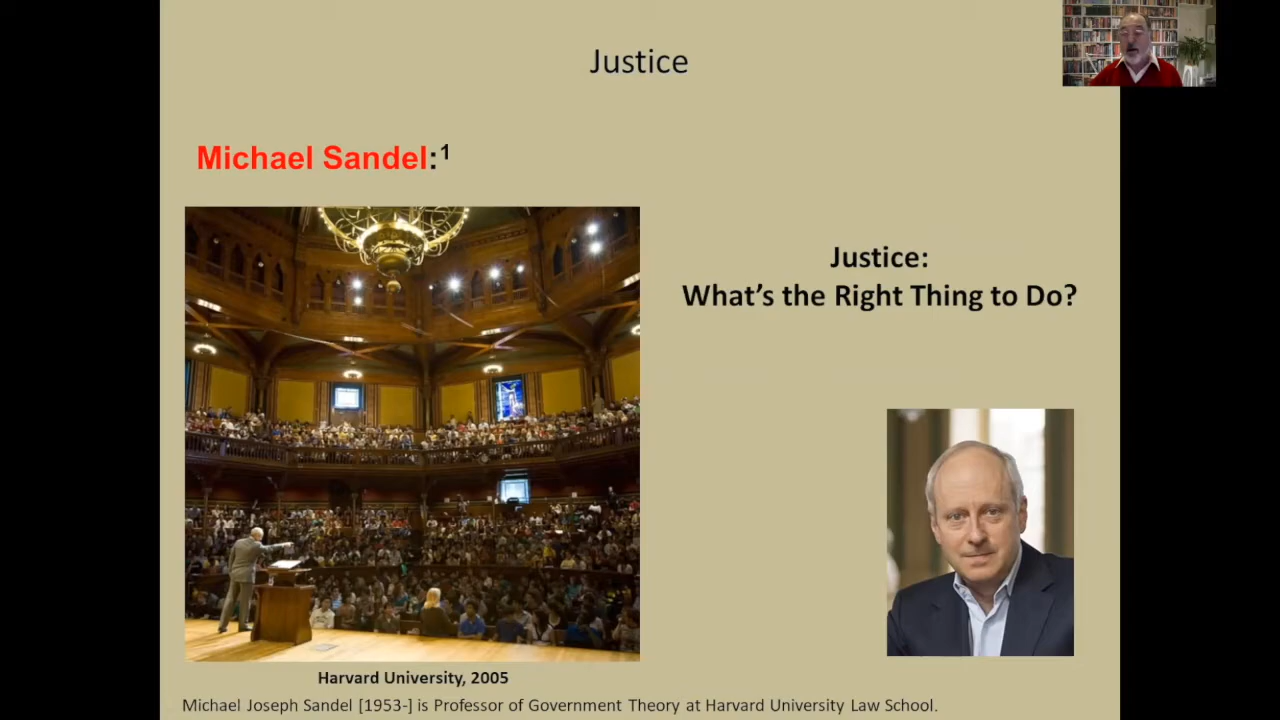 Justice
Michael Sandel:¹
Justice:
What’s the Right Thing to Do?
Harvard University, 2005
Michael Joseph Sandel [1953-] is Professor of Government Theory at Harvard University Law School.